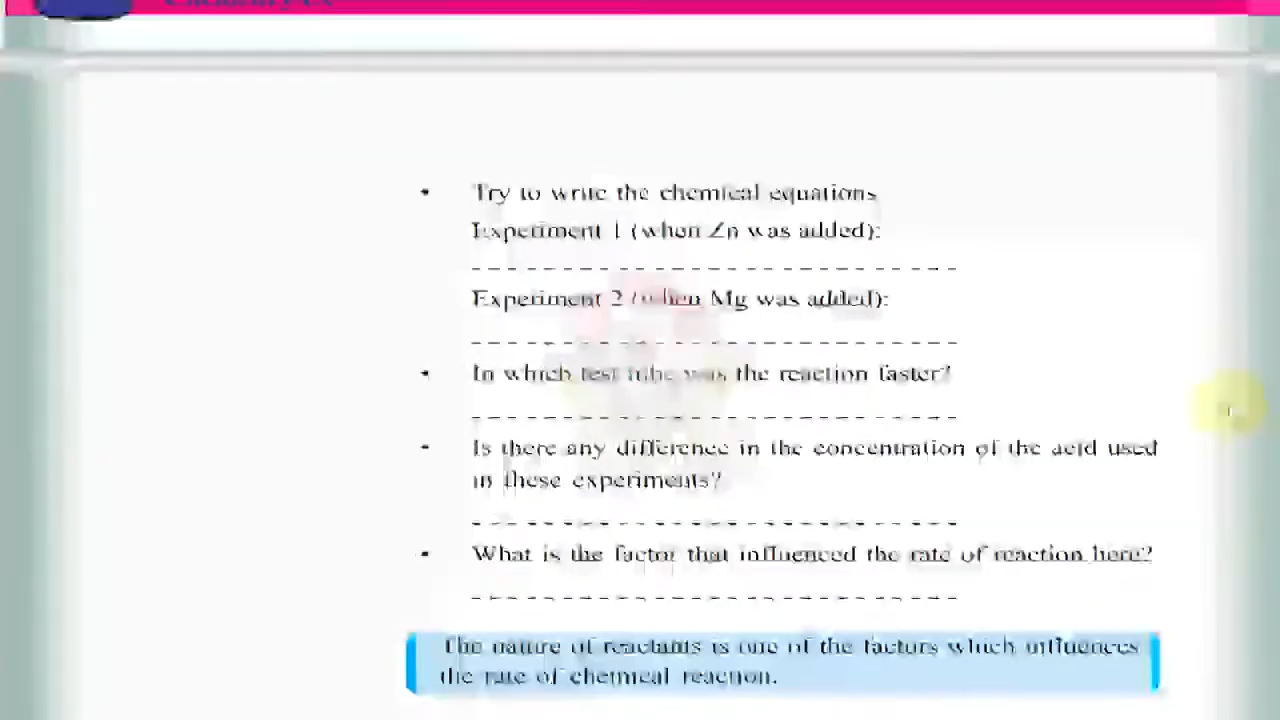 • Try to write the chemical equations
Experiment 1 (when Zn was added):
Experiment 2 (when Mg was added):
• In which test tube was the reaction faster?
• Is there any difference in the concentration of the acid used
in these experiments?
• What is the factor that influenced the rate of reaction here?
The nature of reactants is one of the factors which influences
the rate of chemical reaction.